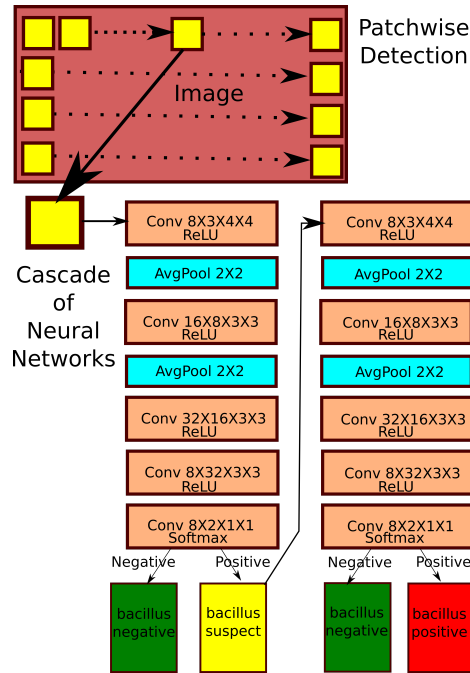 Patchwise
Detection
Image
Cascade
of
Neural
Networks
Conv 8X3X4X4
ReLU
AvgPool 2X2
Conv 16X8X3X3
ReLU
AvgPool 2X2
Conv 32X16X3X3
ReLU
Conv 8X32X3X3
ReLU
Conv 8X2X1X1
Softmax
Negative
Positive
bacillus
negative
bacillus
suspect
Conv 8X3X4X4
ReLU
AvgPool 2X2
Conv 16X8X3X3
ReLU
AvgPool 2X2
Conv 32X16X3X3
ReLU
Conv 8X32X3X3
ReLU
Conv 8X2X1X1
Softmax
Negative
Positive
bacillus
negative
bacillus
positive